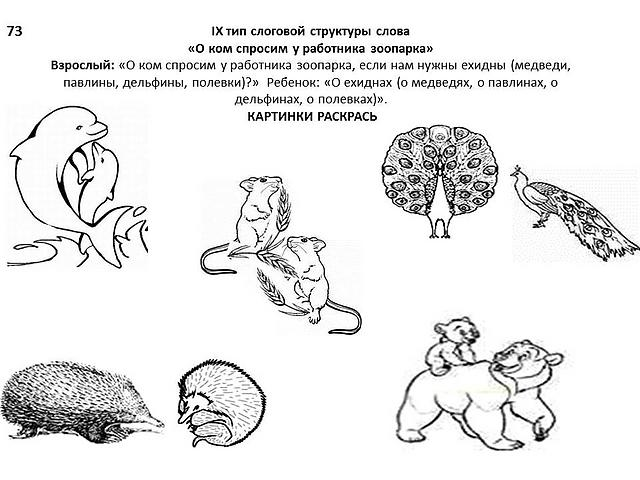 73
IX тип слоговой структуры слова
«О ком спросим у работника зоопарка»
Взрослый: «О ком спросим у работника зоопарка, если нам нужны ехидны (медведи,
павлины, дельфины, полевки)?» Ребенок: «О ехиднах (о медведях, о павлинах, о
дельфинах, о полевках)».
КАРТИНКИ РАСКРАСЬ